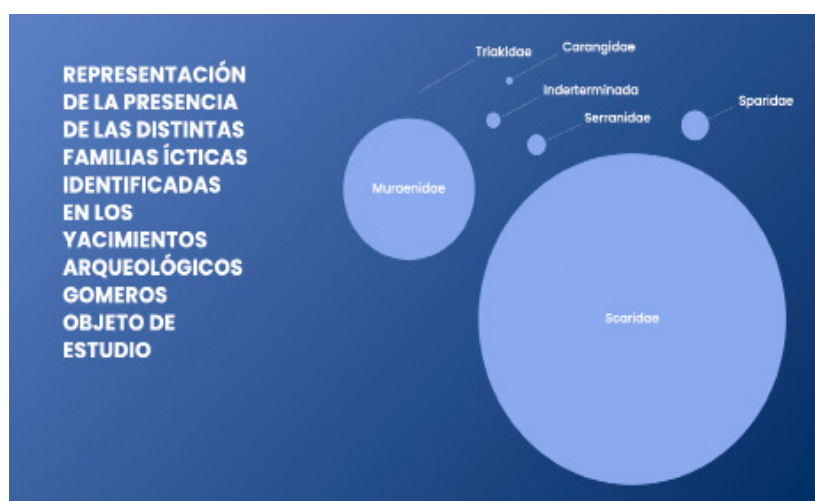 REPRESENTACIÓN
DE LA PRESENCIA
DE LAS DISTINTAS
FAMILIAS ÍCTICAS
IDENTIFICADAS
EN LOS
YACIMIENTOS
ARQUEOLÓGICOS
GOMEROS
OBJETO DE
ESTUDIO
Triakidae
Carangidae
Inderterminada
Serranidae
Sparidae
Muraenidae
Scaridae